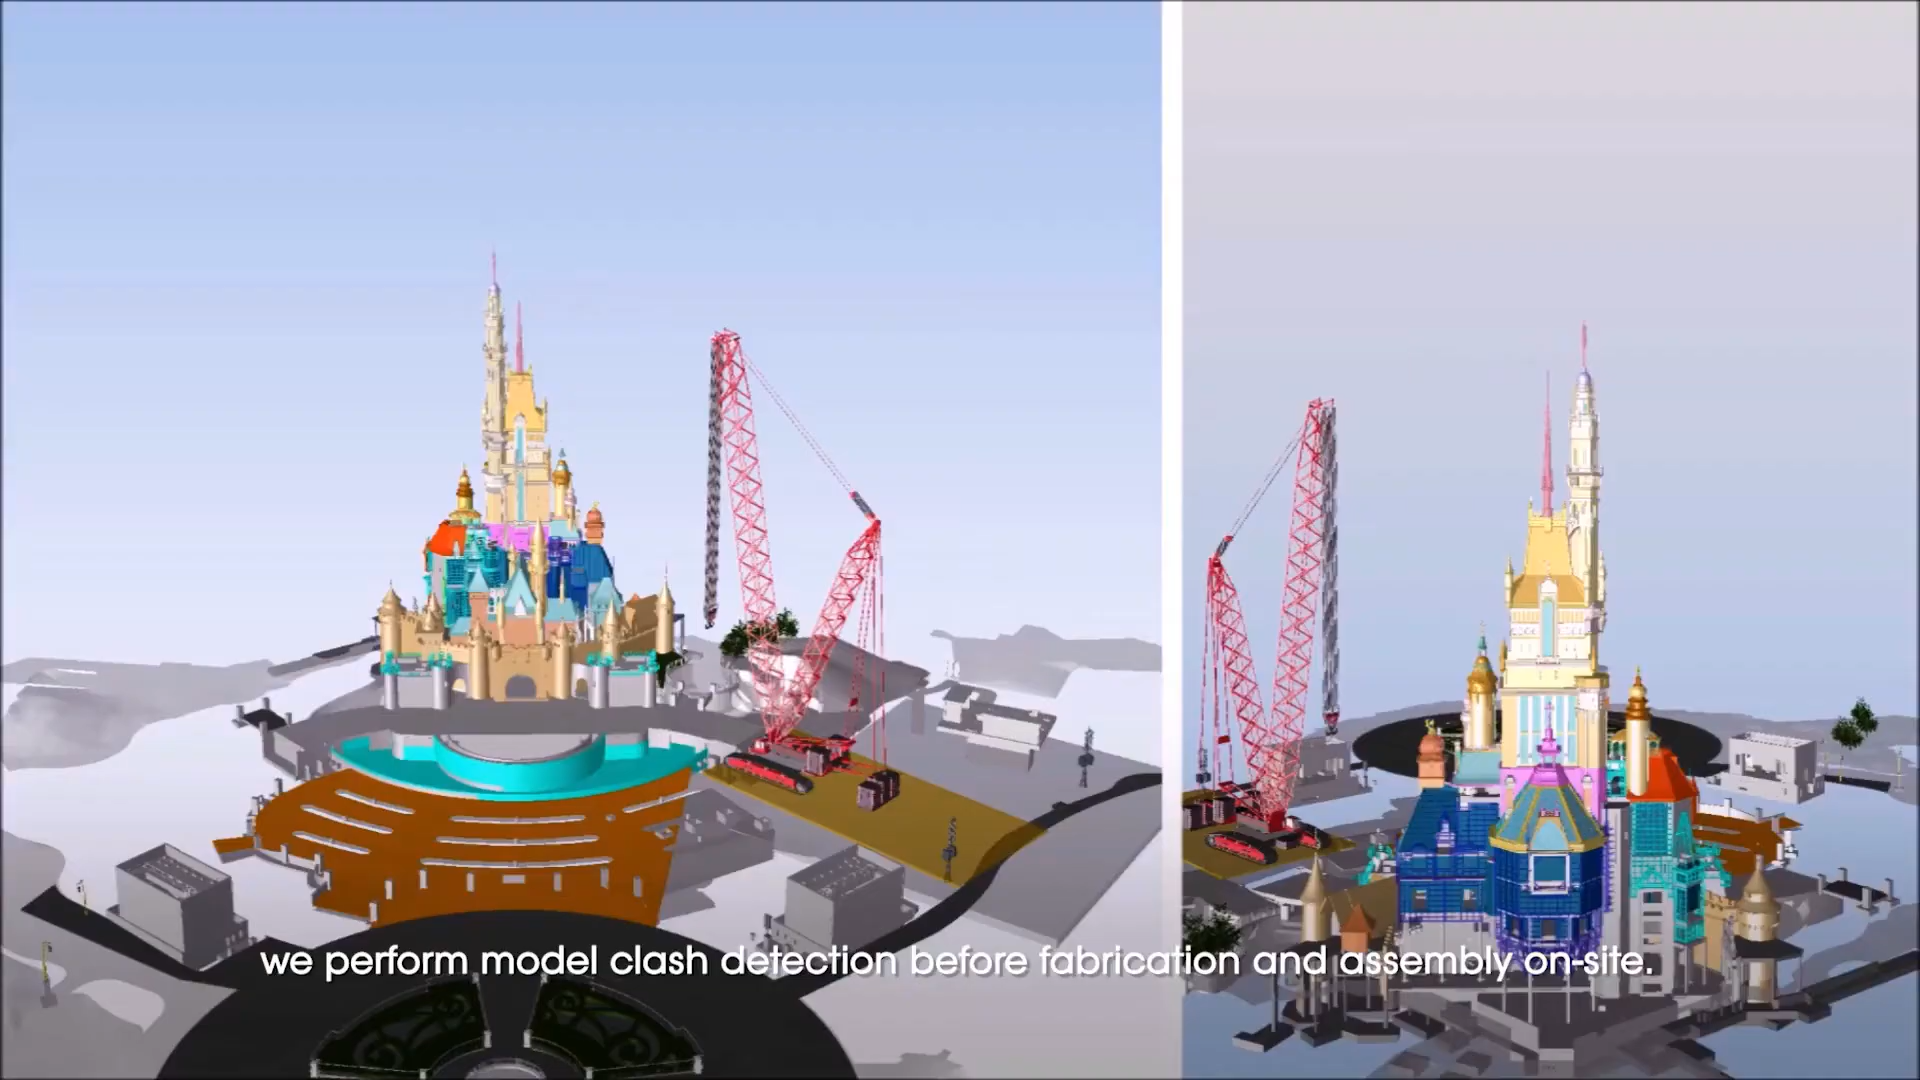 we perform model clash detection before fabrication and assembly on-site.